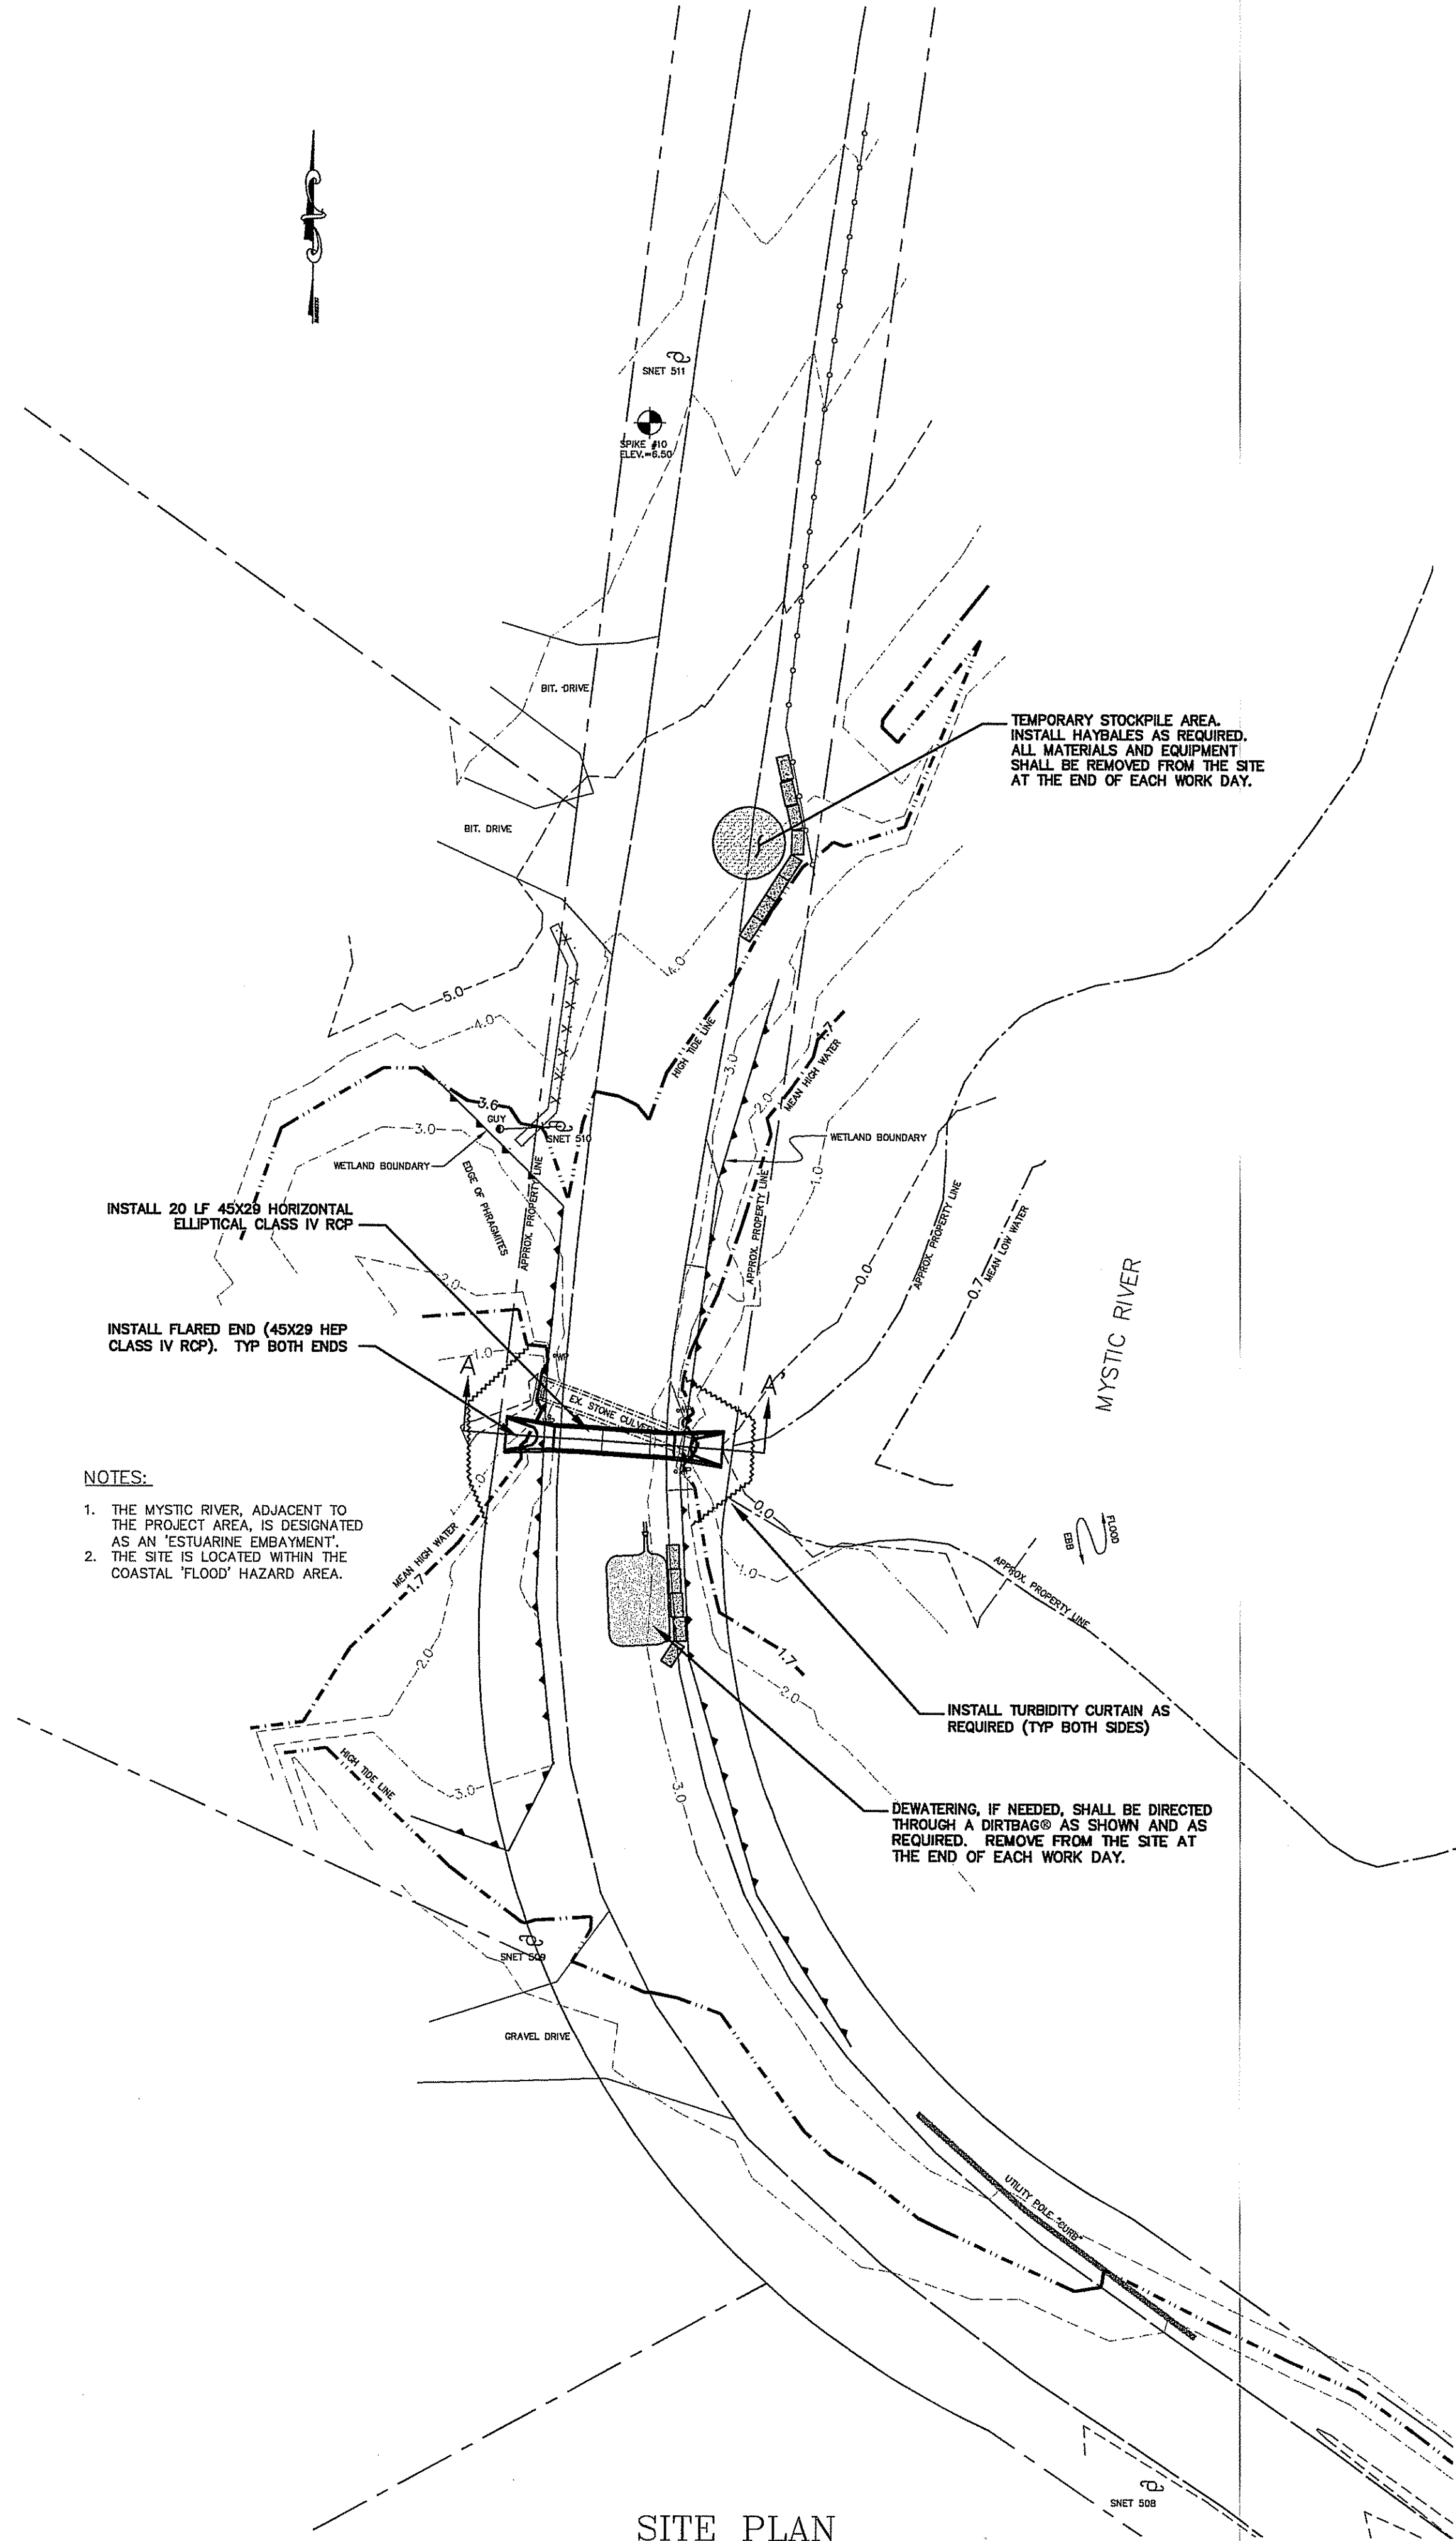 SNET 511
SPIKE #10
ELEV.=6.50
BIT. DRIVE
TEMPORARY STOCKPILE AREA.
INSTALL HAYBALES AS REQUIRED.
ALL MATERIALS AND EQUIPMENT
SHALL BE REMOVED FROM THE SITE
AT THE END OF EACH WORK DAY.
BIT. DRIVE
4.0
5.0
4.0
HIGH TIDE LINE
1.7
MEAN HIGH WATER
3.0
2.0
3.6
GUY
3.0
SNET 510
WETLAND BOUNDARY
WETLAND BOUNDARY
1.0
EDGE OF PHRAGMITES
APPROX. PROPERTY LINE
APPROX. PROPERTY LINE
APPROX. PROPERTY LINE
0.7
MEAN LOW WATER
INSTALL 20 LF 45X29 HORIZONTAL
ELLIPTICAL CLASS IV RCP
2.0
0.0
MYSTIC RIVER
INSTALL FLARED END (45X29 HEP
CLASS IV RCP). TYP BOTH ENDS
1.0
A
A'
EX. STONE CULVERT
NOTES:
1. THE MYSTIC RIVER, ADJACENT TO
THE PROJECT AREA, IS DESIGNATED
AS AN 'ESTUARINE EMBAYMENT'.
2. THE SITE IS LOCATED WITHIN THE
COASTAL 'FLOOD' HAZARD AREA.
0.0
EBB
FLOOD
MEAN HIGH WATER
1.7
1.0
APPROX. PROPERTY LINE
2.0
1.7
2.0
INSTALL TURBIDITY CURTAIN AS
REQUIRED (TYP BOTH SIDES)
HIGH TIDE LINE
3.0
3.0
DEWATERING, IF NEEDED, SHALL BE DIRECTED
THROUGH A DIRTBAG® AS SHOWN AND AS
REQUIRED. REMOVE FROM THE SITE AT
THE END OF EACH WORK DAY.
SNET 509
GRAVEL DRIVE
UTILITY POLE "CURB"
SNET 508
SITE PLAN